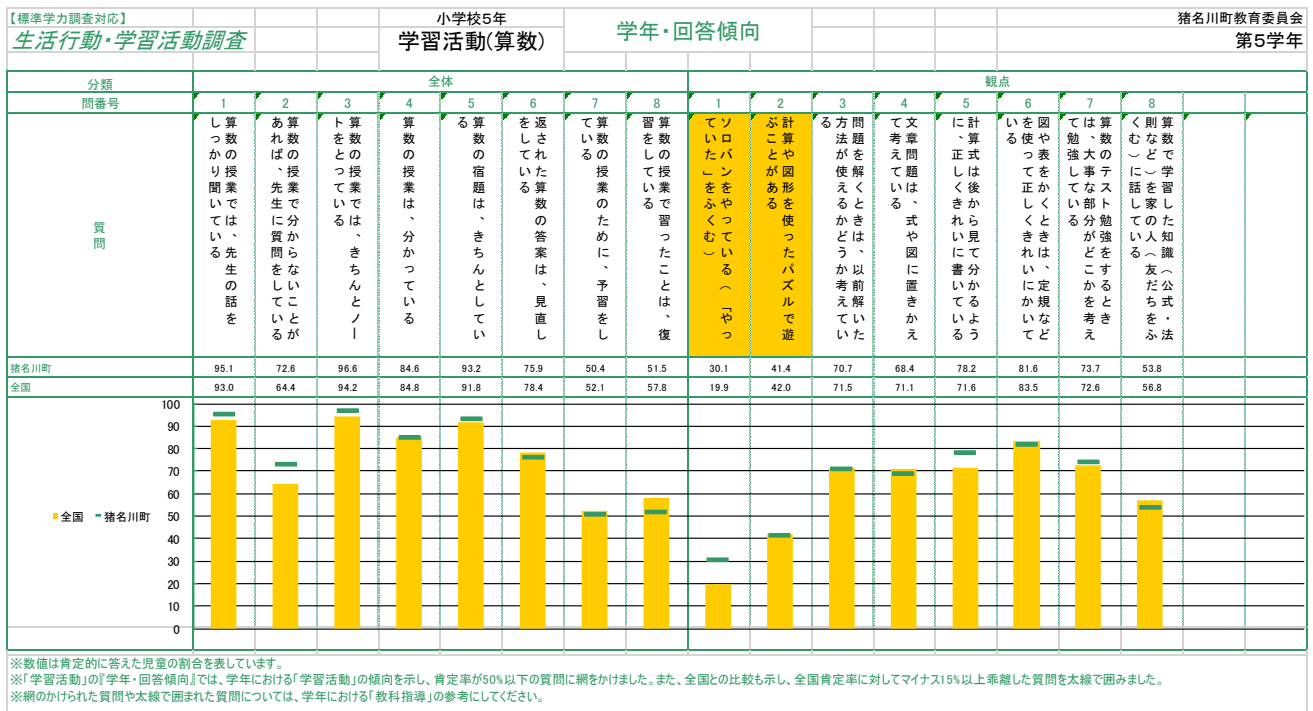 【標準学力調査対応】
小学校5年
猪名川町教育委員会
生活行動・学習活動調査
学習活動(算数)
学年・回答傾向
第5学年
分類
全体
観点
問番号
1 2 3 4 5 6 7 8 1 2 3 4 5 6 7 8
質問
算数の授業では、先生の話を
しっかり聞いている
算数の授業で分からないことが
あれば、先生に質問をしている
算数の授業では、きちんとノー
トをとっている
算数の授業は、分かっている
算数の宿題は、きちんとしてい
る
返された算数の答案は、見直し
をしている
算数の授業のために、予習をし
ている
算数の授業で習ったことは、復
習をしている
ソロバンをやっている(「やっ
ていた」をふくむ)
計算や図形を使ったパズルで遊
ぶことがある
問題を解くときは、以前解いた
方法が使えるかどうか考えてい
る
文章問題は、式や図に置きかえ
て考えている
計算式は後から見て分かるよう
に、正しくきれいに書いている
図や表をかくときは、定規など
を使って正しくきれいにかいて
いる
算数のテスト勉強をするとき
は、大事な部分がどこかを考え
て勉強している
算数で学習した知識(公式・法
則など)を家の人(友だちをふ
くむ)に話している
猪名川町 95.1 72.6 96.6 84.6 93.2 75.9 50.4 51.5 30.1 41.4 70.7 68.4 78.2 81.6 73.7 53.8
全国 93.0 64.4 94.2 84.8 91.8 78.4 52.1 57.8 19.9 42.0 71.5 71.1 71.6 83.5 72.6 56.8
100
90
80
70
60
50
40
30
20
10
0
全国 猪名川町
※数値は肯定的に答えた児童の割合を表しています。
※「学習活動」の『学年・回答傾向』では、学年における「学習活動」の傾向を示し、肯定率が50%以下の質問に網をかけました。また、全国との比較も示し、全国肯定率に対してマイナス15%以上乖離した質問を太線で囲みました。
※網のかけられた質問や太線で囲まれた質問については、学年における「教科指導」の参考にしてください。